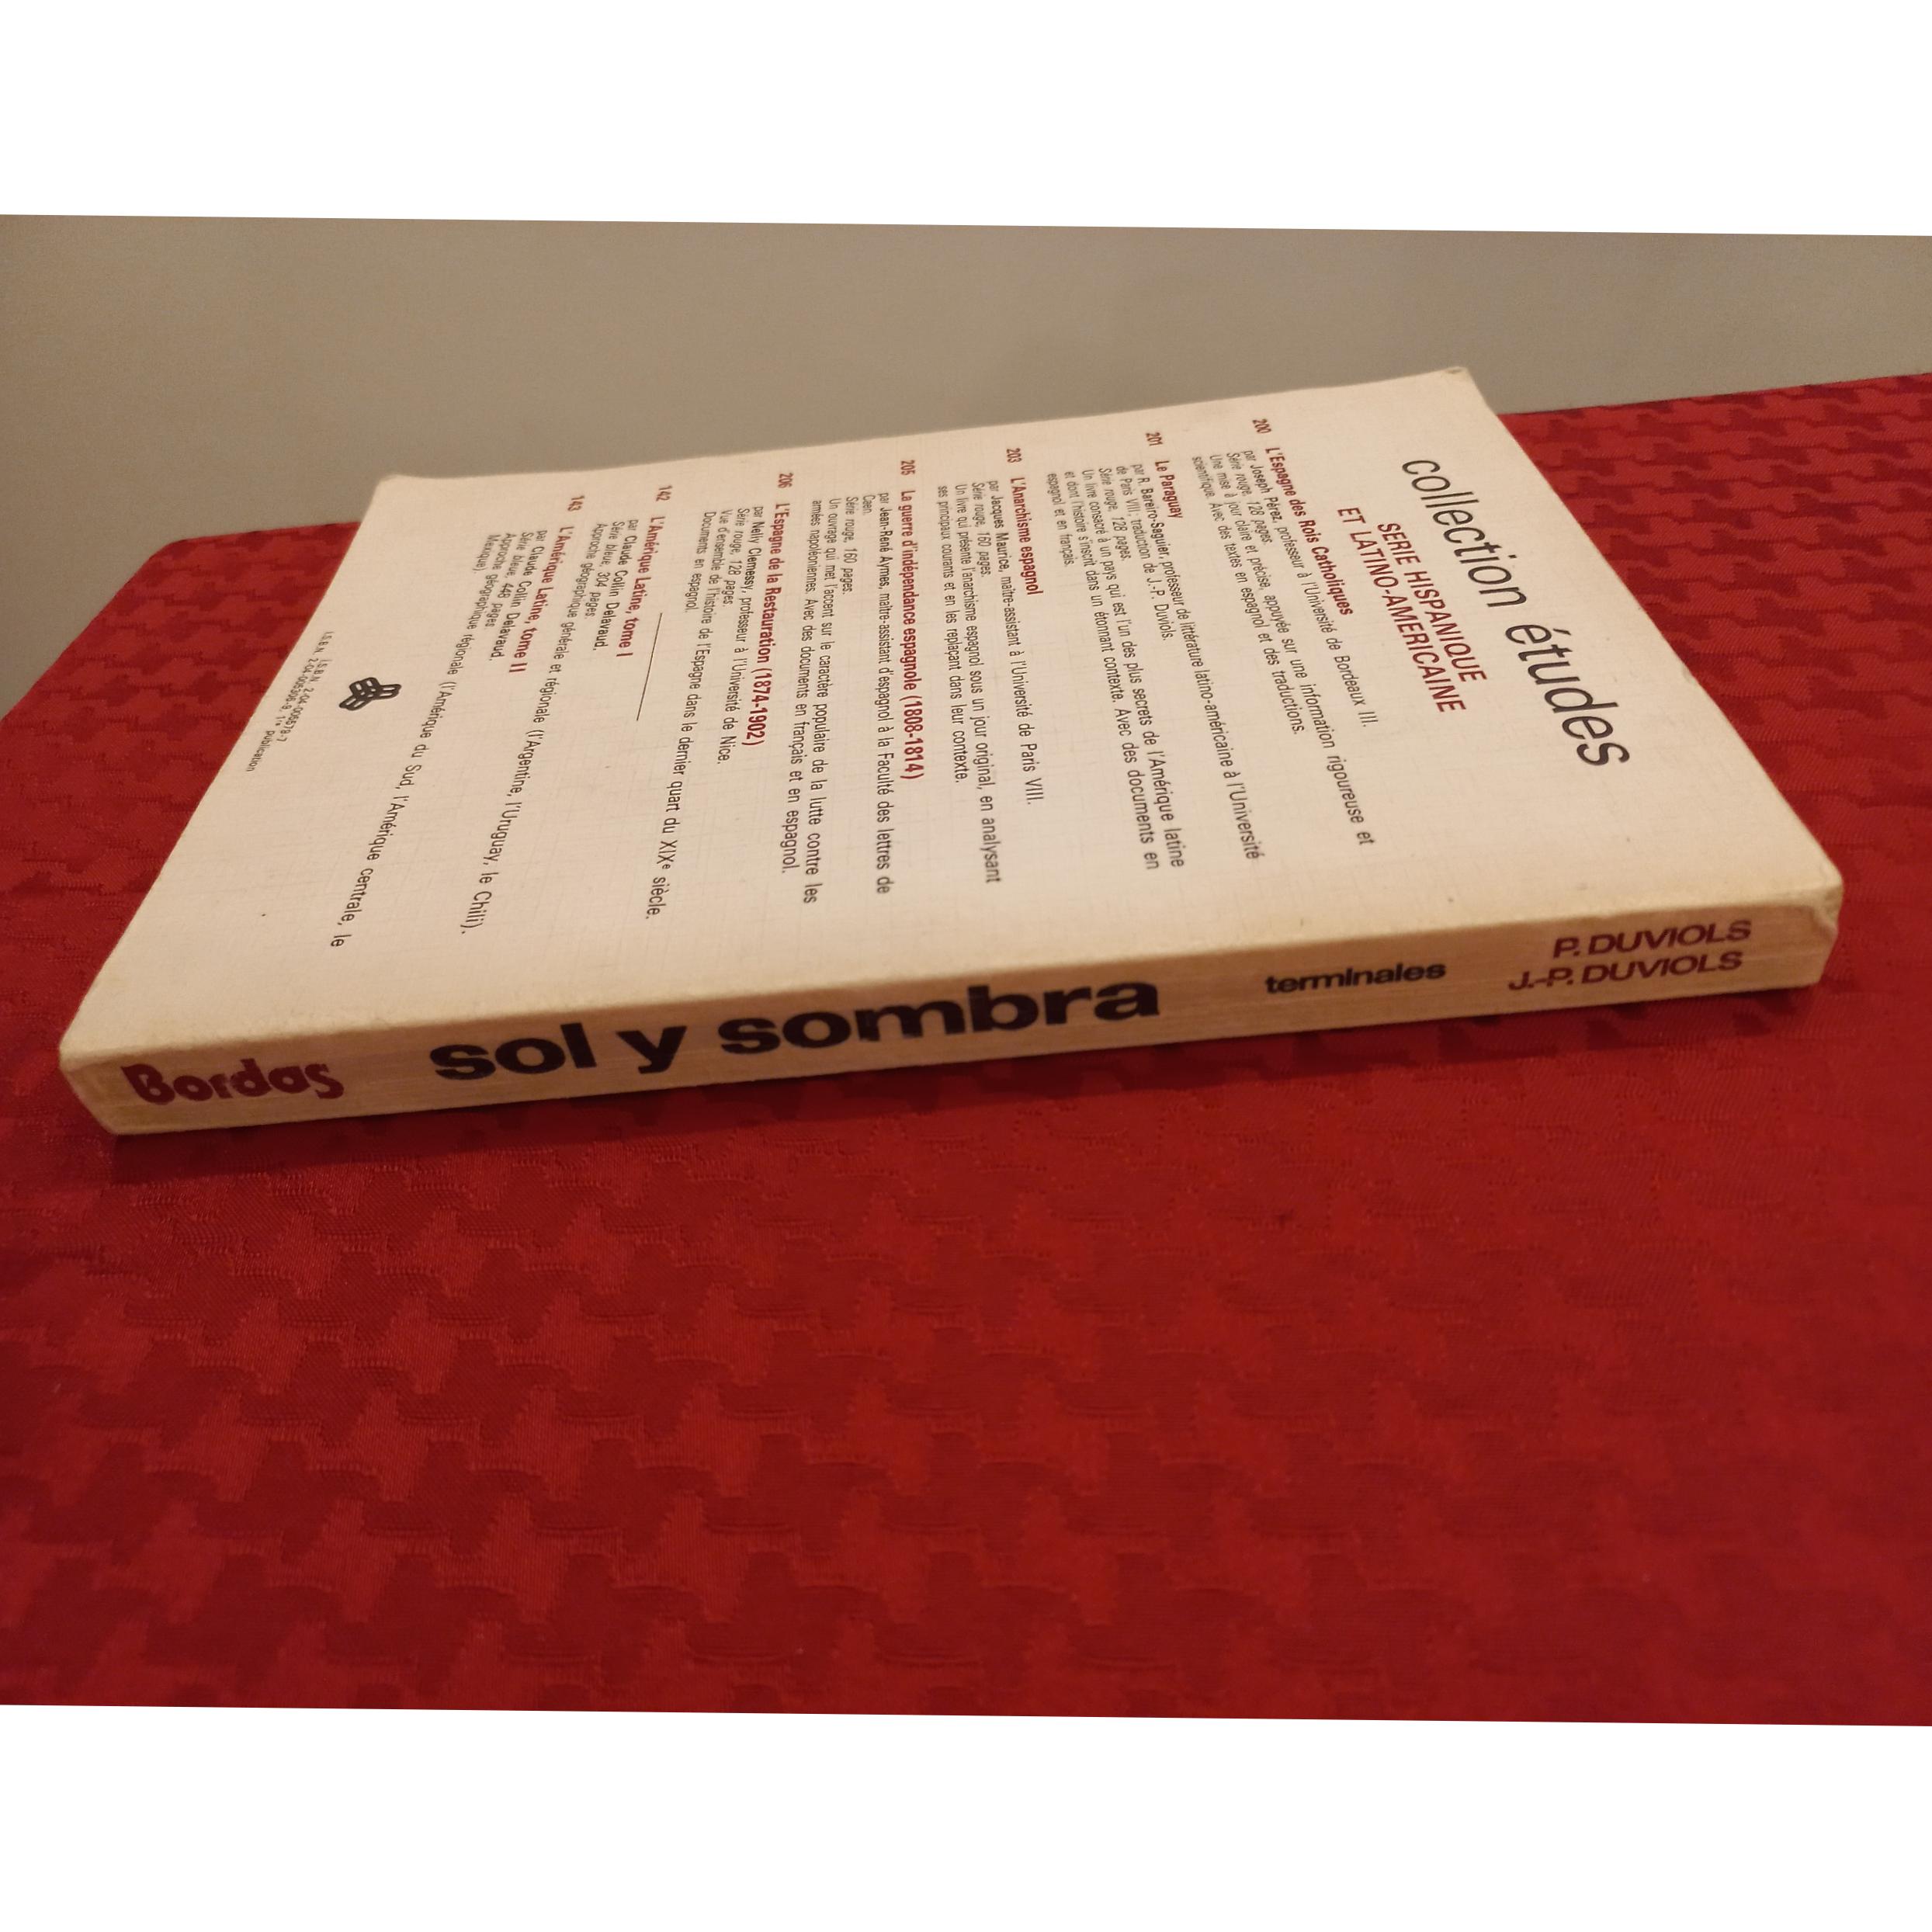 collection études
SÉRIE HISPANIQUE
ET LATINO-AMÉRICAINE
200 L'Espagne des Rois Catholiques
par Joseph Pérez, professeur à l'Université de Bordeaux III.
Série rouge, 128 pages.
Une mise à jour claire et précise, appuyée sur une information rigoureuse et
scientifique. Avec des textes en espagnol et des traductions.
201 Le Paraguay
par R. Bareiro-Saguier, professeur de littérature latino-américaine à l'Université
de Paris VIII; traduction de J.-P. Duviols.
Série rouge, 128 pages.
Un livre consacré à un pays qui est l'un des plus secrets de l'Amérique latine
et dont l'histoire s'inscrit dans un étonnant contexte. Avec des documents en
espagnol et en français.
203 L'Anarchisme espagnol
par Jacques Maurice, maître-assistant à l'Université de Paris VIII.
Série rouge, 160 pages.
Un livre qui présente l'anarchisme espagnol sous un jour original, en analysant
ses principaux courants et en les replaçant dans leur contexte.
205 La guerre d'indépendance espagnole (1808-1814)
par Jean-René Aymes, maître-assistant d'espagnol à la Faculté des lettres de
Caen.
Série rouge, 160 pages.
Un ouvrage qui met l'accent sur le caractère populaire de la lutte contre les
armées napoléoniennes. Avec des documents en français et en espagnol.
206 L'Espagne de la Restauration (1874-1902)
par Nelly Clemessy, professeur à l'Université de Nice.
Série rouge, 128 pages.
Vue d'ensemble de l'histoire de l'Espagne dans le dernier quart du XIXe siècle.
Documents en espagnol.
142 L'Amérique Latine, tome I
par Claude Collin Delavaud.
Série bleue, 304 pages.
Approche géographique générale et régionale (l'Argentine, l'Uruguay, le Chili).
143 L'Amérique Latine, tome II
par Claude Collin Delavaud.
Série bleue, 448 pages.
Approche géographique régionale (l'Amérique du Sud, l'Amérique centrale, le
Mexique)
I.S.B.N.
Publication
Bordas
sol y sombra
terminales
P. DUVIOLS
J.-P. DUVIOLS